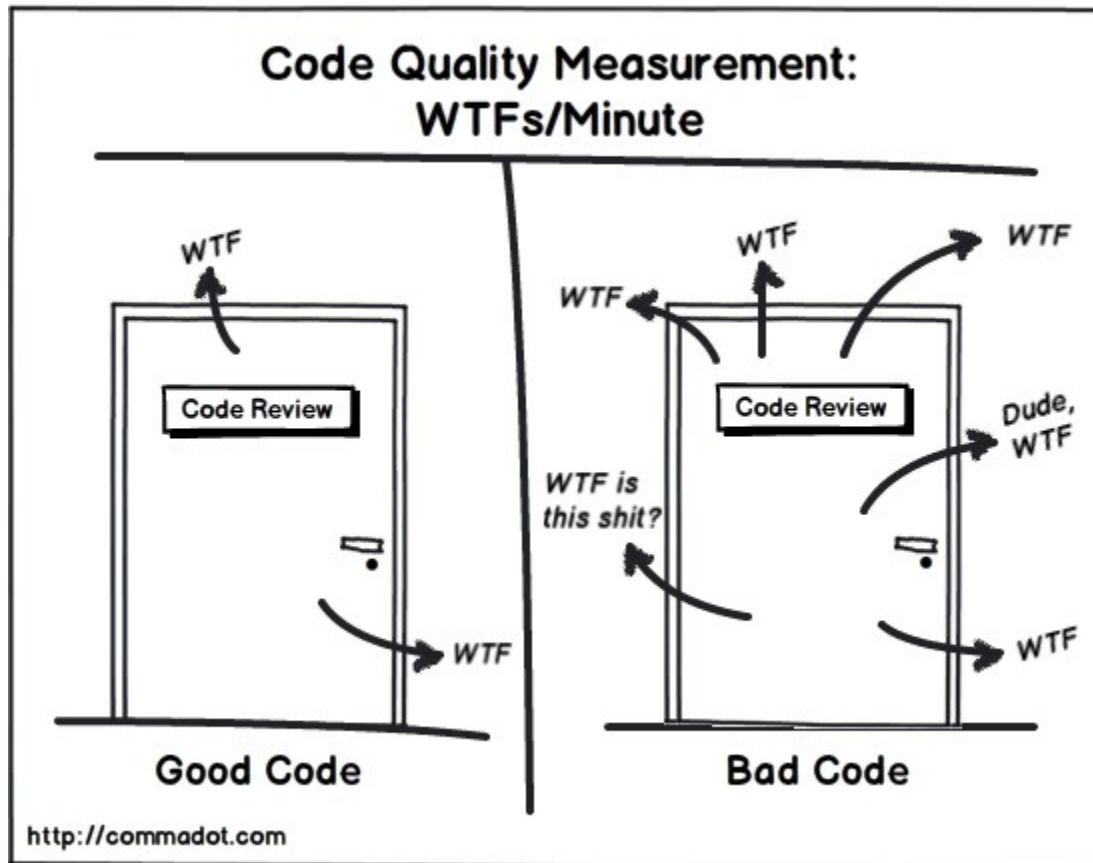 Code Quality Measurement:
WTFs/Minute
WTF
Code Review
WTF
Good Code
WTF
WTF
WTF
Code Review
Dude,
WTF
WTF is
this shit?
WTF
Bad Code
http://commadot.com